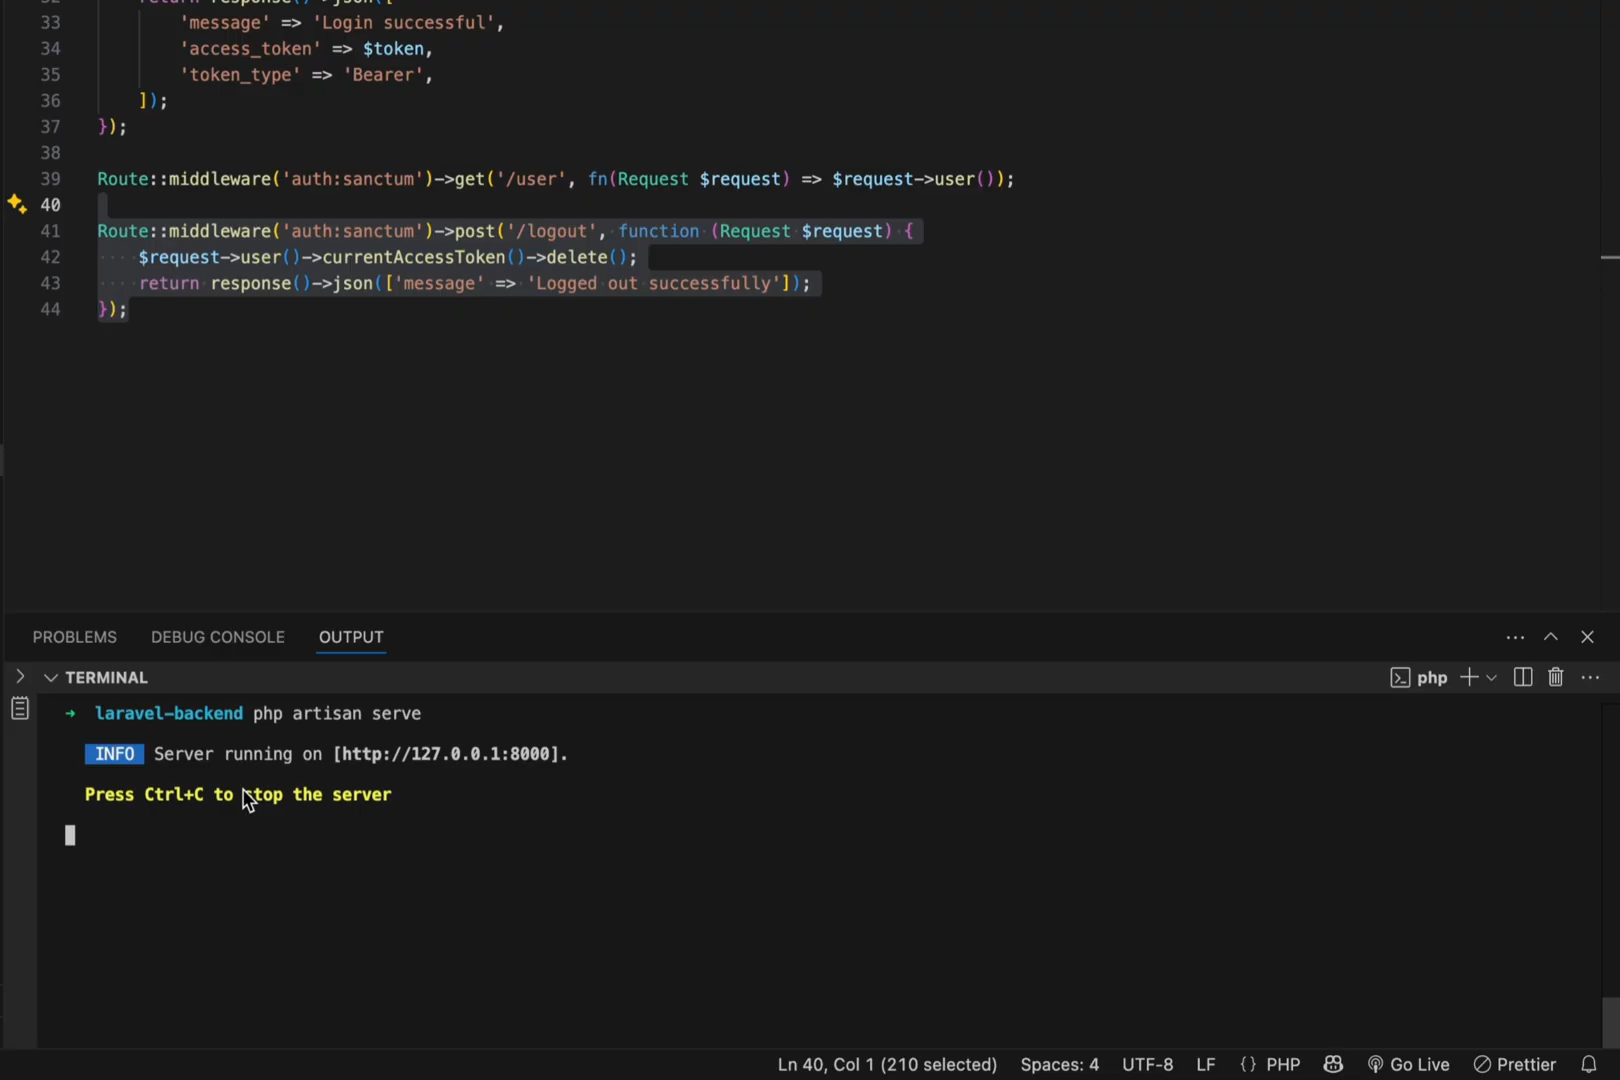 33 'message' => 'Login successful',
34 'access_token' => $token,
35 'token_type' => 'Bearer',
36 ]);
37 });
38
39 Route::middleware('auth:sanctum')->get('/user', fn(Request $request) => $request->user());
40
41 Route::middleware('auth:sanctum')->post('/logout', function (Request $request) {
42 $request->user()->currentAccessToken()->delete();
43 return response()->json(['message' => 'Logged out successfully']);
44 });
PROBLEMS DEBUG CONSOLE OUTPUT
TERMINAL php
laravel-backend php artisan serve
INFO Server running on [http://127.0.0.1:8000].
Press Ctrl+C to stop the server
Ln 40, Col 1 (210 selected) Spaces: 4 UTF-8 LF {} PHP Go Live Prettier